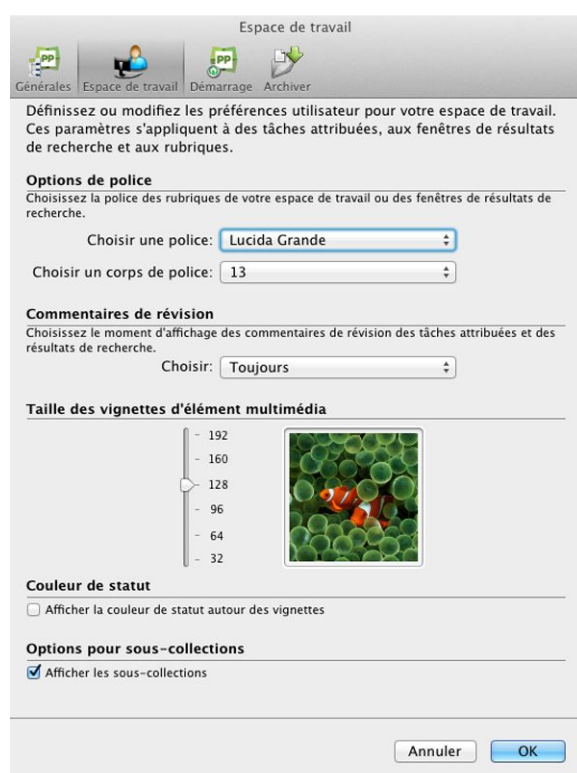 Espace de travail
PP PP
Générales Espace de travail Démarrage Archiver
Définissez ou modifiez les préférences utilisateur pour votre espace de travail.
Ces paramètres s'appliquent à des tâches attribuées, aux fenêtres de résultats
de recherche et aux rubriques.
Options de police
Choisissez la police des rubriques de votre espace de travail ou des fenêtres de résultats de
recherche.
Choisir une police: Lucida Grande
Choisir un corps de police: 13
Commentaires de révision
Choisissez le moment d'affichage des commentaires de révision des tâches attribuées et des
résultats de recherche.
Choisir: Toujours
Taille des vignettes d'élément multimédia
192
160
128
96
64
32
Couleur de statut
Afficher la couleur de statut autour des vignettes
Options pour sous-collections
Afficher les sous-collections
Annuler OK